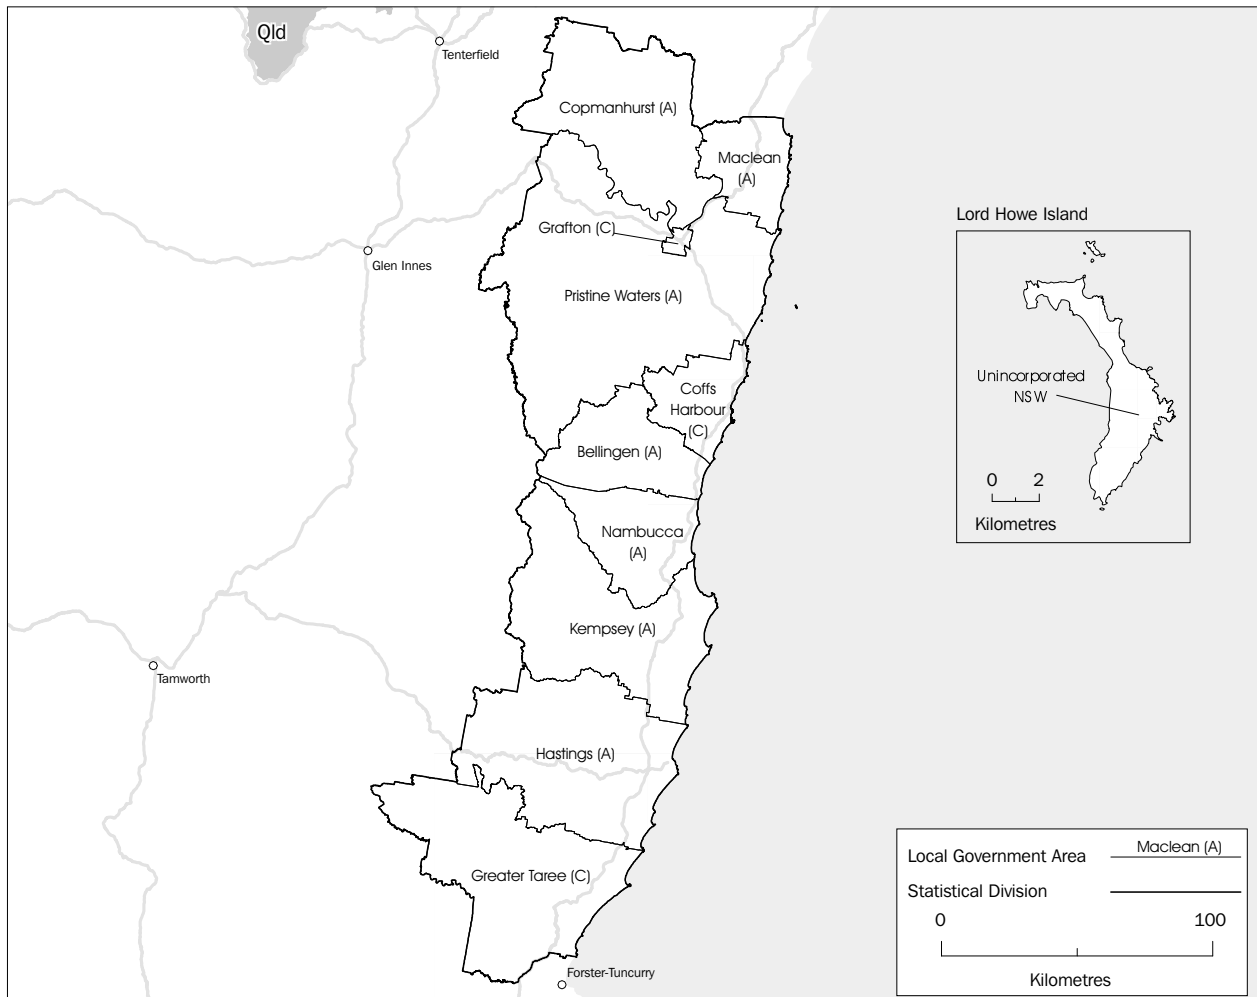 Qld
Tenterfield
Copmanhurst (A)
Maclean
(A)
Lord Howe Island
Grafton (C)
Glen Innes
Pristine Waters (A)
Unincorporated
NSW
Coffs
Harbour
(C)
Bellingen (A)
0 2
Kilometres
Nambucca
(A)
Kempsey (A)
Tamworth
Hastings (A)
Greater Taree (C)
Forster-Tuncurry
Local Government Area Maclean (A)
Statistical Division
0 100
Kilometres